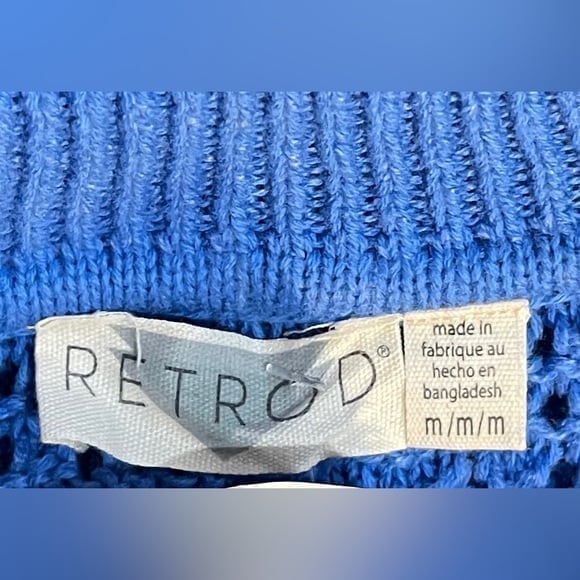 RETROD®
made in
fabrique au
hecho en
bangladesh
m/m/m